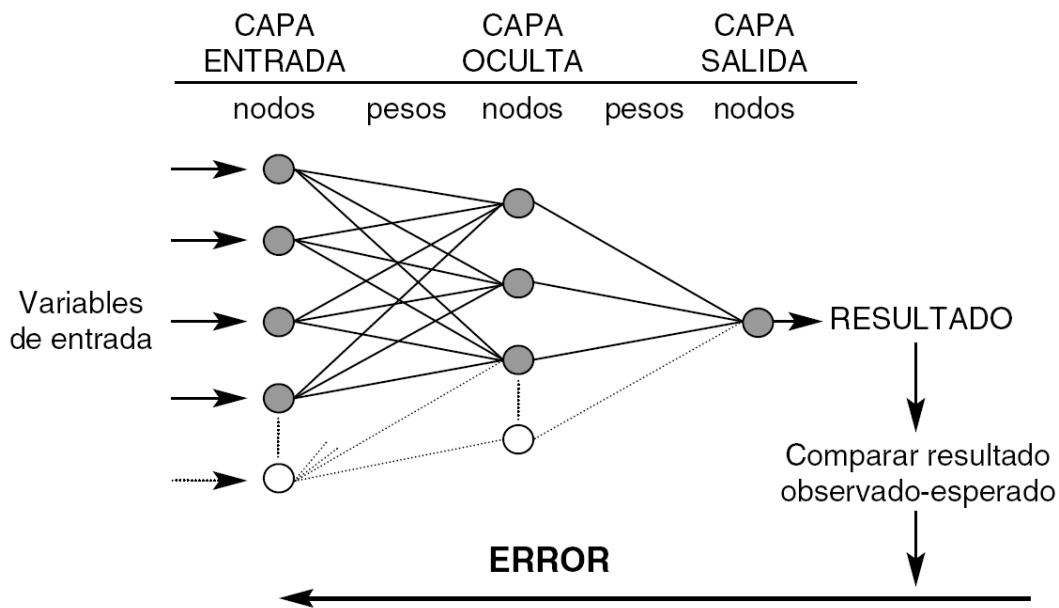 CAPA CAPA CAPA
ENTRADA OCULTA SALIDA
nodos pesos nodos pesos nodos
Variables
de entrada
RESULTADO
Comparar resultado
observado-esperado
ERROR